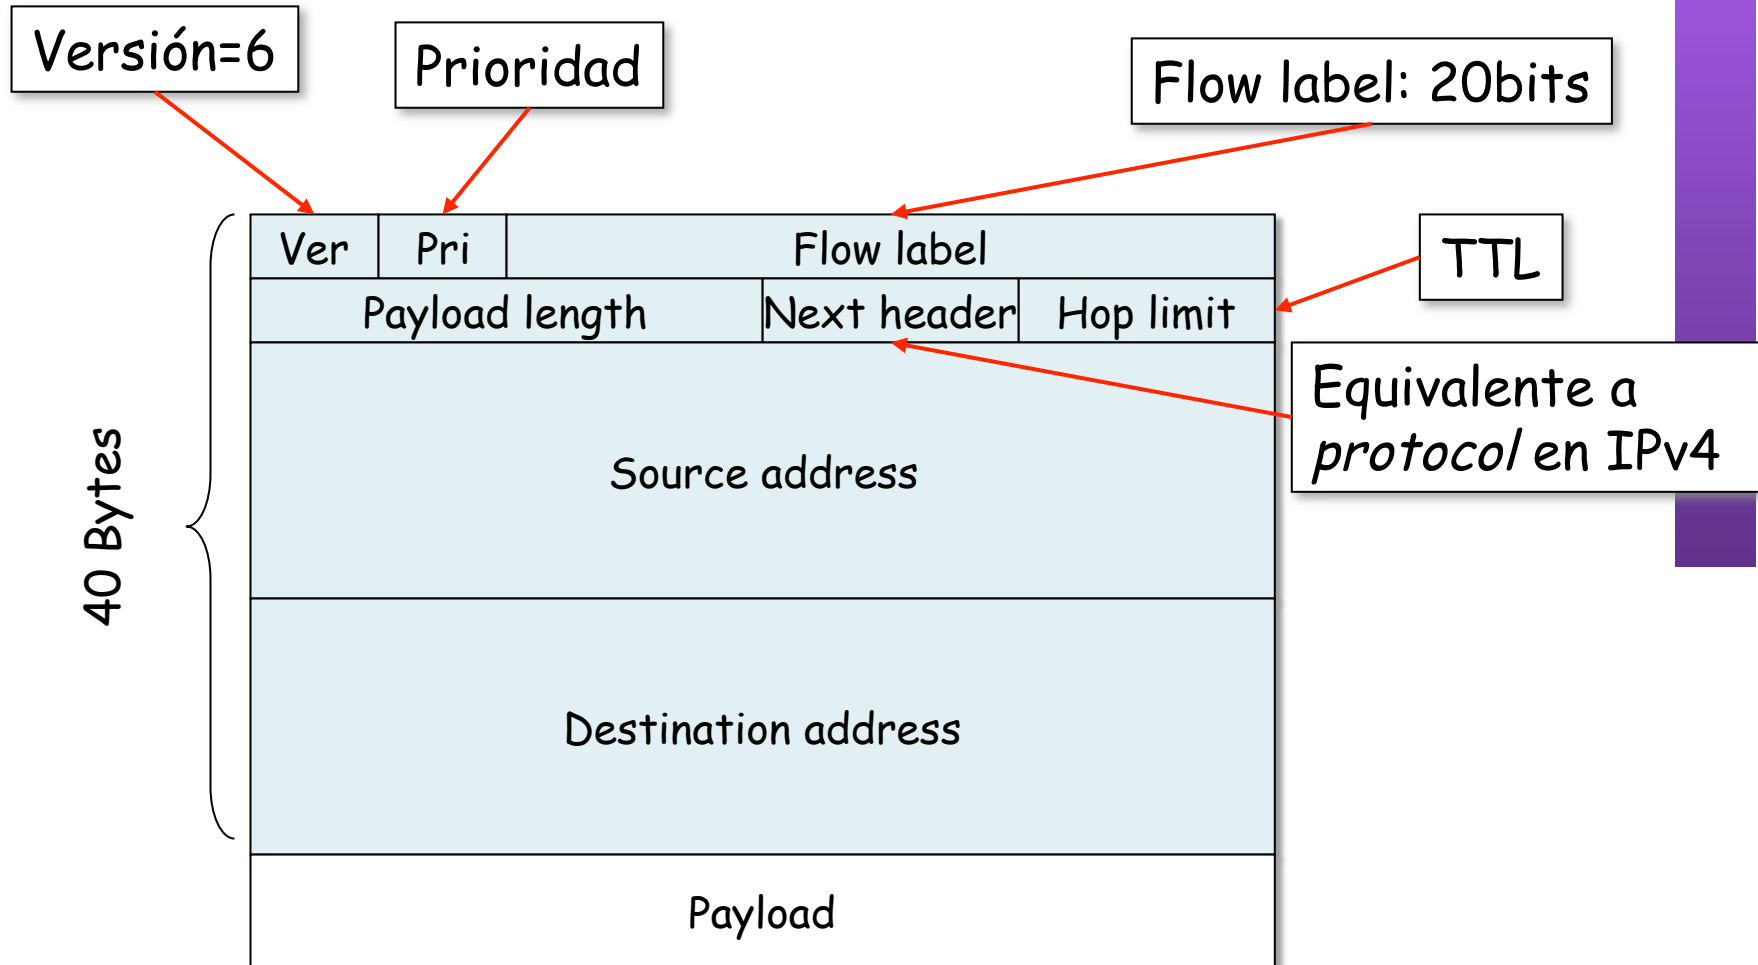 Versión=6
Prioridad
Flow label: 20bits
Ver
Pri
Flow label
TTL
Payload length
Next header
Hop limit
Equivalente a
protocol en IPv4
40 Bytes
Source address
Destination address
Payload